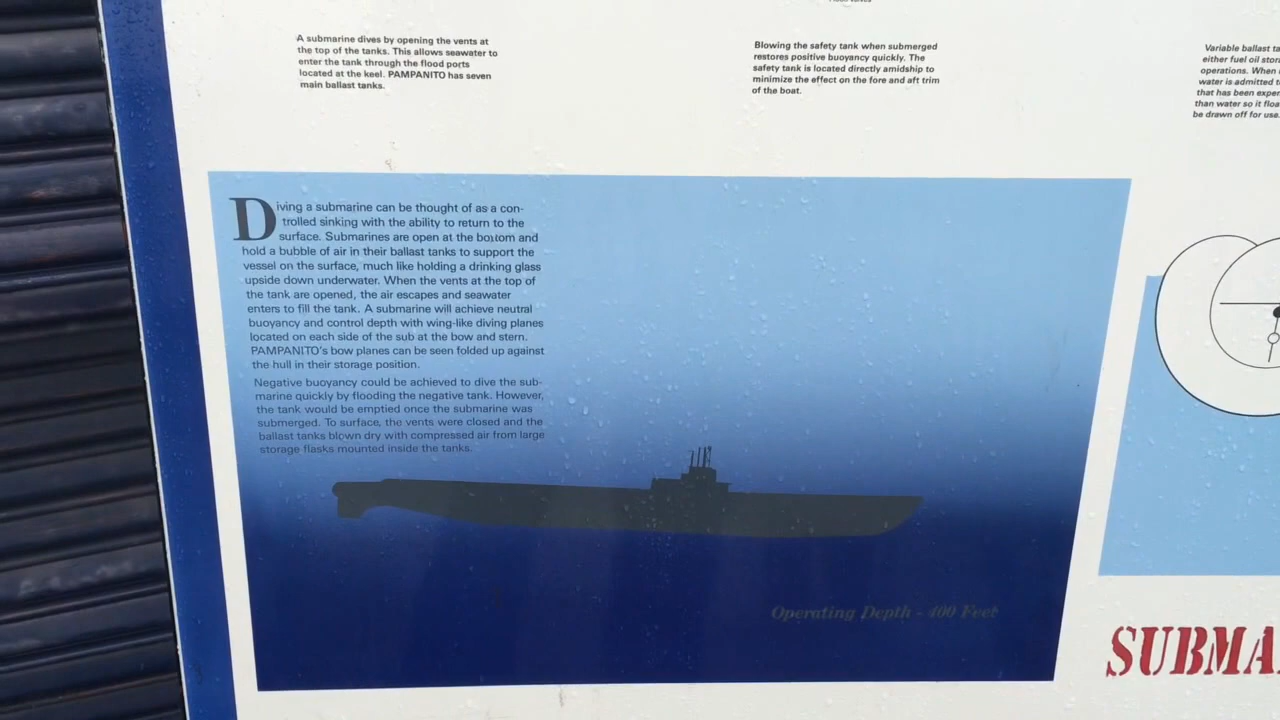 A submarine dives by opening the vents at
the top of the tanks. This allows seawater to
enter the tank through the flood ports
located at the keel. PAMPANITO has seven
main ballast tanks.
Blowing the safety tank when submerged
restores positive buoyancy quickly. The
safety tank is located directly amidship to
minimize the effect on the fore and aft trim
of the boat.
Variable ballast ta
either fuel oil stor
operations. When
water is admitted t
that has been expe
than water so it floa
be drawn off for use.
Diving a submarine can be thought of as a con-
trolled sinking with the ability to return to the
surface. Submarines are open at the bottom and
hold a bubble of air in their ballast tanks to support the
vessel on the surface, much like holding a drinking glass
upside down underwater. When the vents at the top of
the tank are opened, the air escapes and seawater
enters to fill the tank. A submarine will achieve neutral
buoyancy and control depth with wing-like diving planes
located on each side of the sub at the bow and stern.
PAMPANITO's bow planes can be seen folded up against
the hull in their storage position.
Negative buoyancy could be achieved to dive the sub-
marine quickly by flooding the negative tank. However,
the tank would be emptied once the submarine was
submerged. To surface, the vents were closed and the
ballast tanks blown dry with compressed air from large
storage flasks mounted inside the tanks.
Operating Depth - 400 Feet
SUBMA